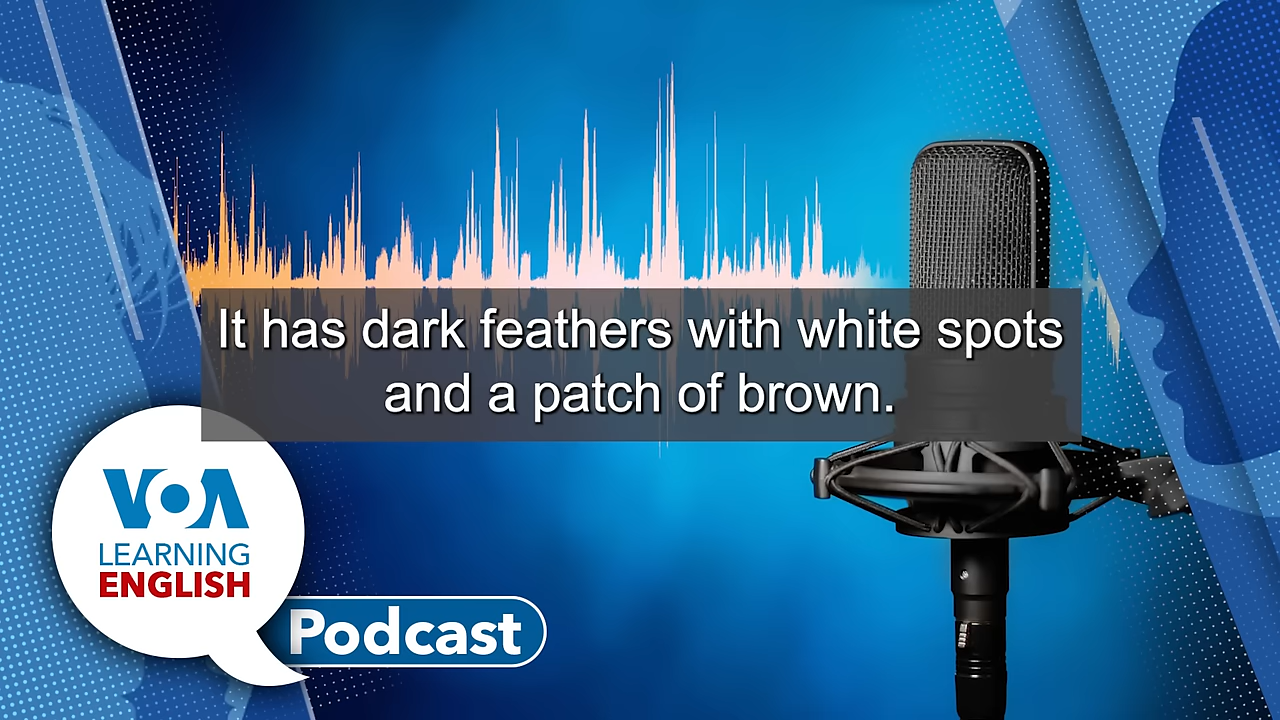 It has dark feathers with white spots
and a patch of brown.
VOA
LEARNING
ENGLISH
Podcast